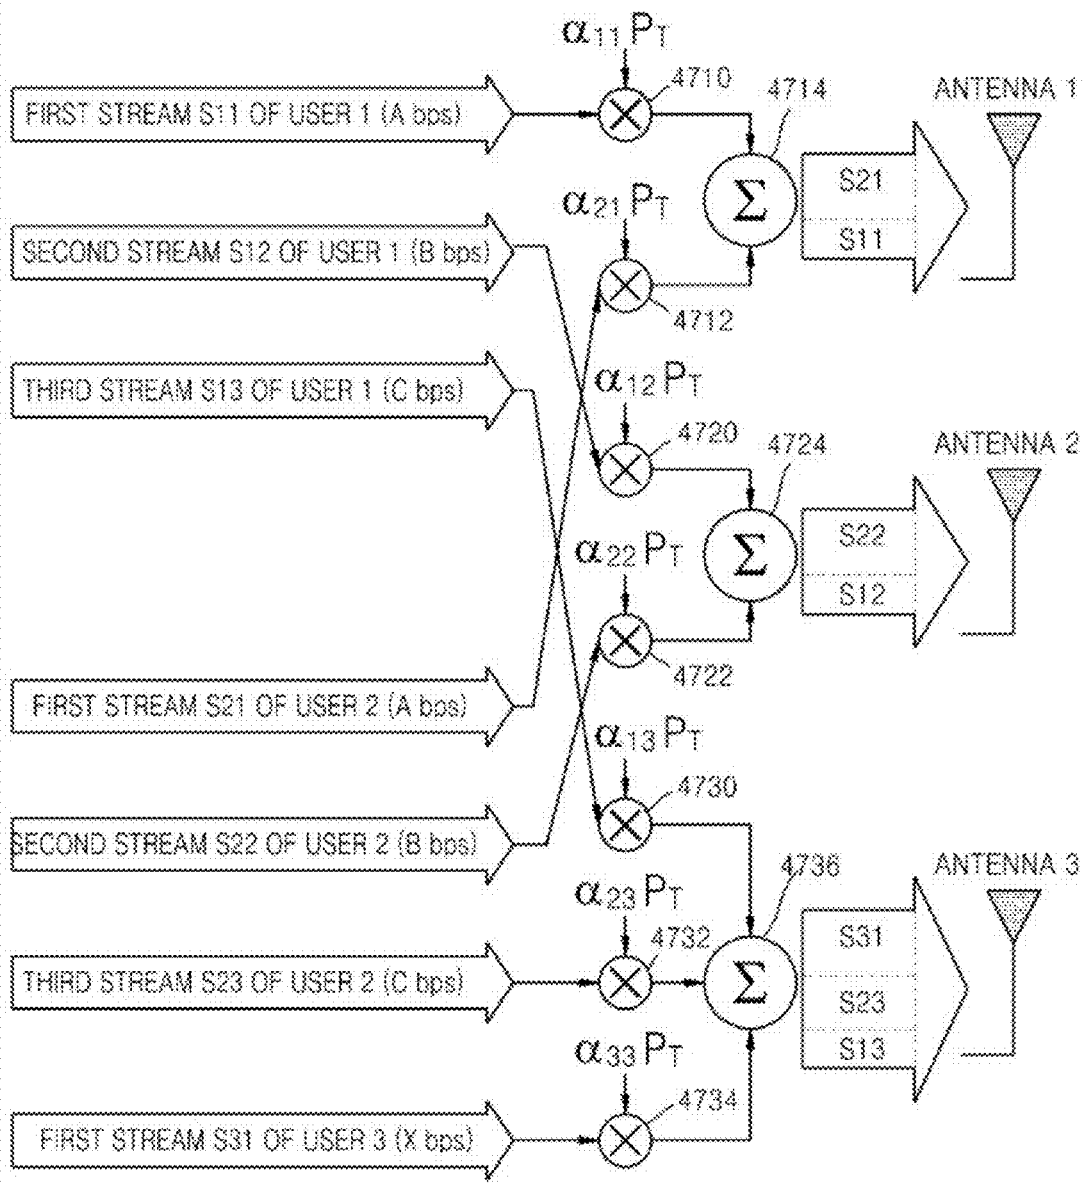 α11 PT
4710
4714
ANTENNA 1
FIRST STREAM S11 OF USER 1 (A bps)
Σ
S21
S11
α21 PT
SECOND STREAM S12 OF USER 1 (B bps)
4712
THIRD STREAM S13 OF USER 1 (C bps)
α12 PT
4720
4724
ANTENNA 2
Σ
S22
S12
α22 PT
4722
FIRST STREAM S21 OF USER 2 (A bps)
α13 PT
4730
SECOND STREAM S22 OF USER 2 (B bps)
4736
ANTENNA 3
α23 PT
4732
S31
THIRD STREAM S23 OF USER 2 (C bps)
Σ
S23
S13
α33 PT
4734
FIRST STREAM S31 OF USER 3 (X bps)